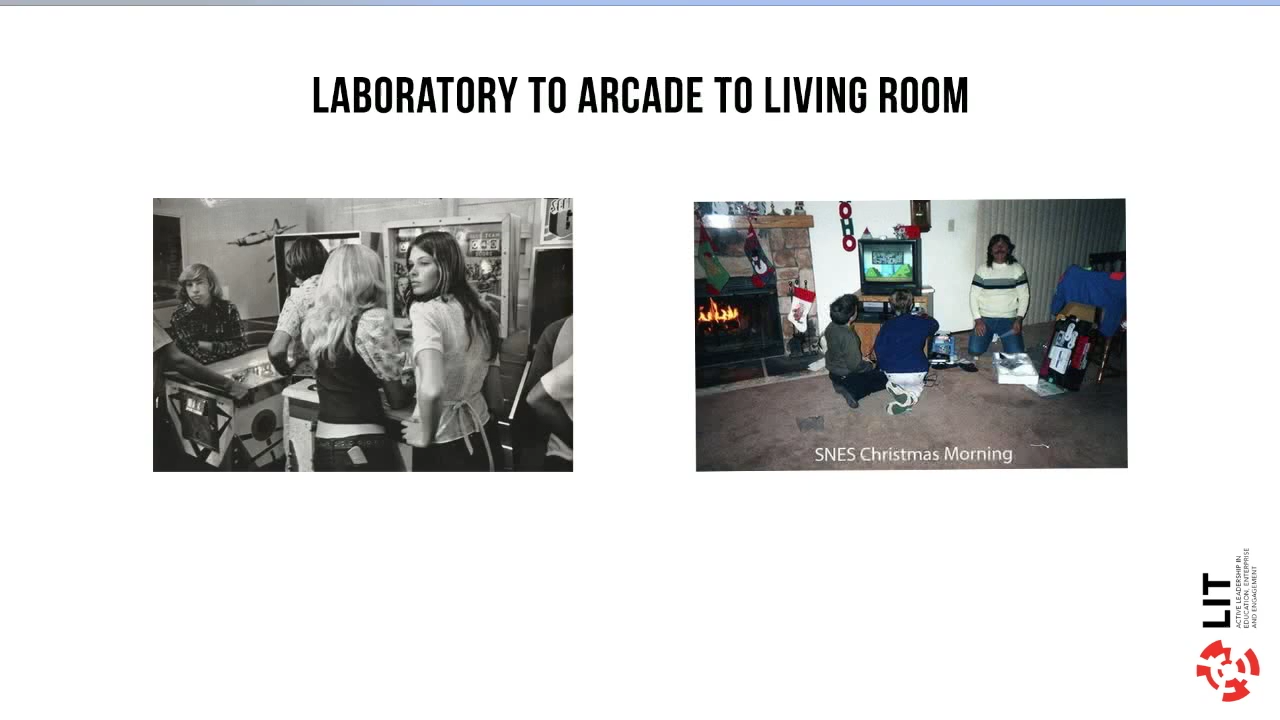 LABORATORY TO ARCADE TO LIVING ROOM
SNES Christmas Morning
LIT
ACTIVE LEADERSHIP IN
EDUCATION, ENTERPRISE
AND ENGAGEMENT